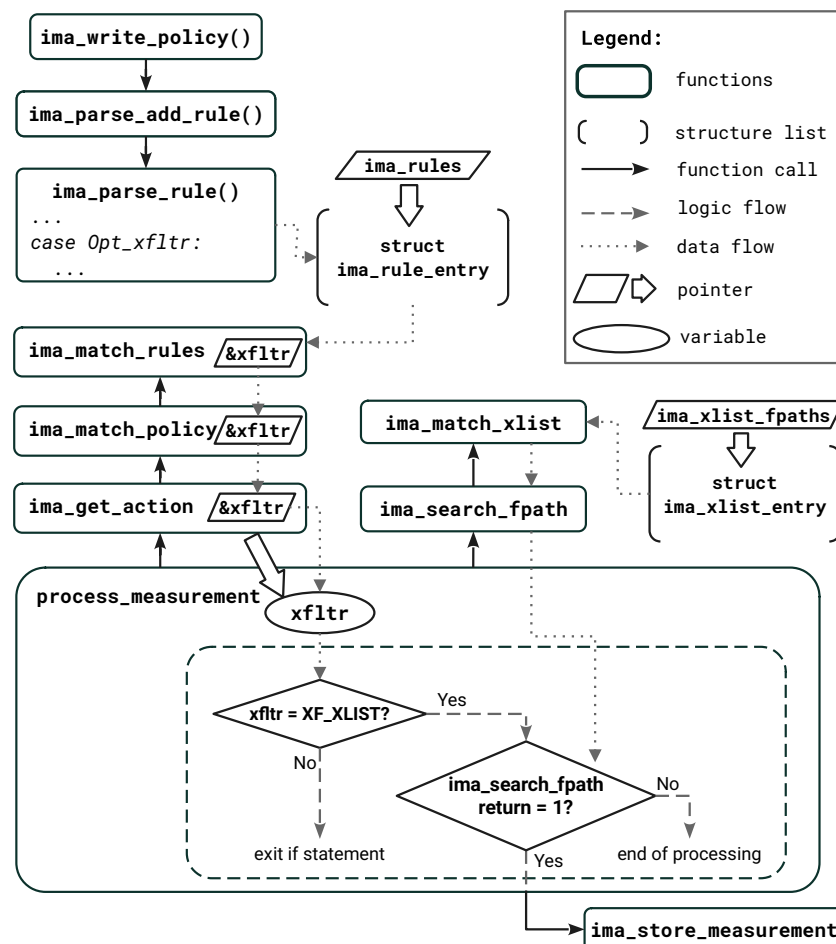 ima_write_policy()
ima_parse_add_rule()
ima_parse_rule()
...
case Opt_xfltr:
...
ima_rules
struct
ima_rule_entry
Legend:
functions
structure list
function call
logic flow
data flow
pointer
variable
ima_match_rules &xfltr
ima_match_policy &xfltr
ima_get_action &xfltr
ima_match_xlist
ima_search_fpath
ima_xlist_fpaths
struct
ima_xlist_entry
process_measurement
xfltr
xfltr = XF_XLIST?
Yes
No
exit if statement
ima_search_fpath
return = 1?
No
end of processing
Yes
ima_store_measurement